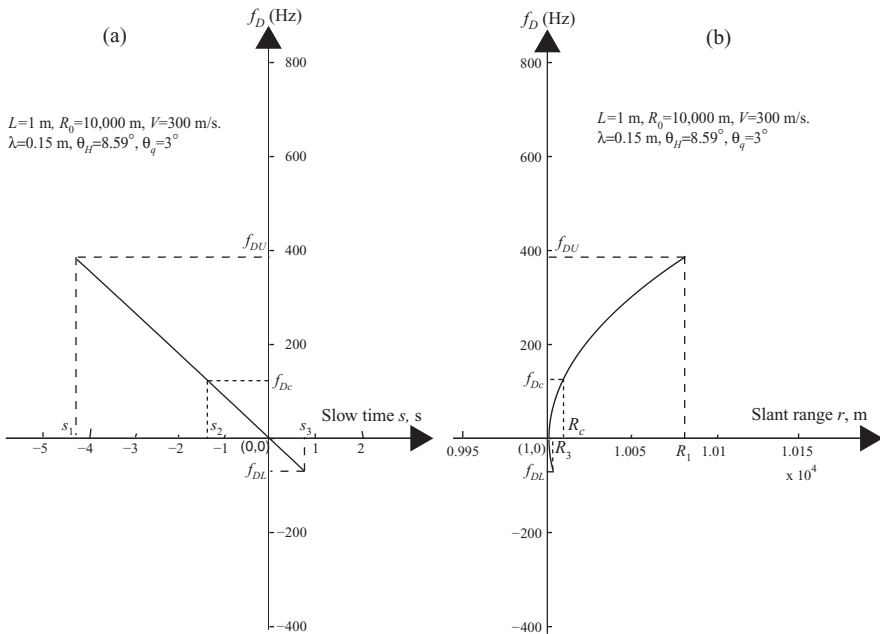 f_D (Hz)
(a)
800
L=1 m, R_0=10,000 m, V=300 m/s.
λ=0.15 m, θ_H=8.59°, θ_q=3°
600
f_DU
400
200
f_Dc
Slow time s, s
s_1
s_2
s_3
−5
−4
−3
−2
−1
(0,0)
1
2
f_DL
−200
−400
f_D (Hz)
(b)
800
L=1 m, R_0=10,000 m, V=300 m/s.
λ=0.15 m, θ_H=8.59°, θ_q=3°
600
400
f_DU
200
f_Dc
Slant range r, m
R_c
0.995
(1,0)
R_3
1.005
R_1
1.01
1.015
x 10^4
f_DL
−200
−400